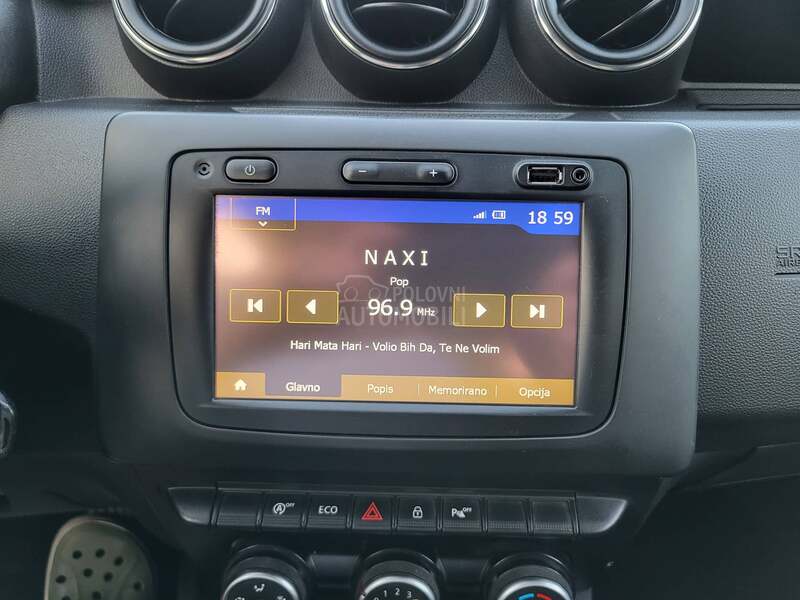 FM
18 59
NAXI
Pop
96.9 MHz
POLOVNI
AUTOMOBILI
Hari Mata Hari - Volio Bih Da, Te Ne Volim
Glavno Popis Memorirano Opcija
OFF ECO OFF